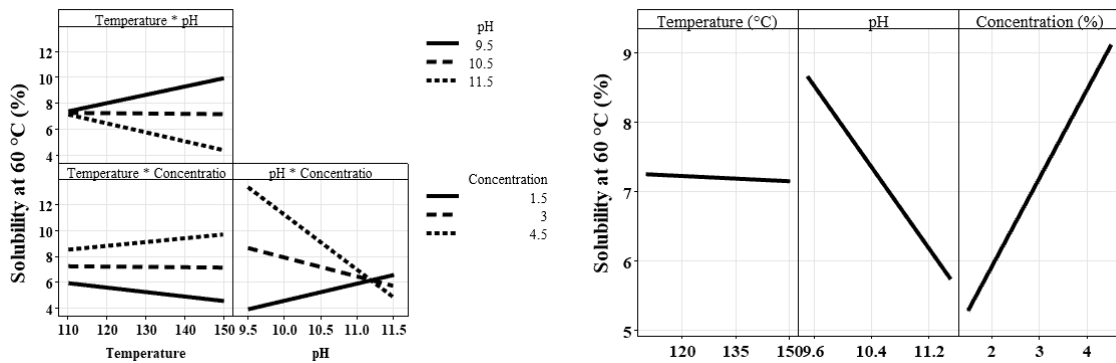 Temperature * pH
pH
9.5
10.5
11.5
12
10
8
6
4
Solubility at 60 °C (%)
Temperature * Concentratio
pH * Concentratio
Concentration
1.5
3
4.5
12
10
8
6
4
110 120 130 140 150 9.5 10.0 10.5 11.0 11.5
Temperature
pH
Temperature (°C)
pH
Concentration (%)
Solubility at 60 °C (%)
9
8
7
6
5
120 135 150 9.6 10.4 11.2 2 3 4